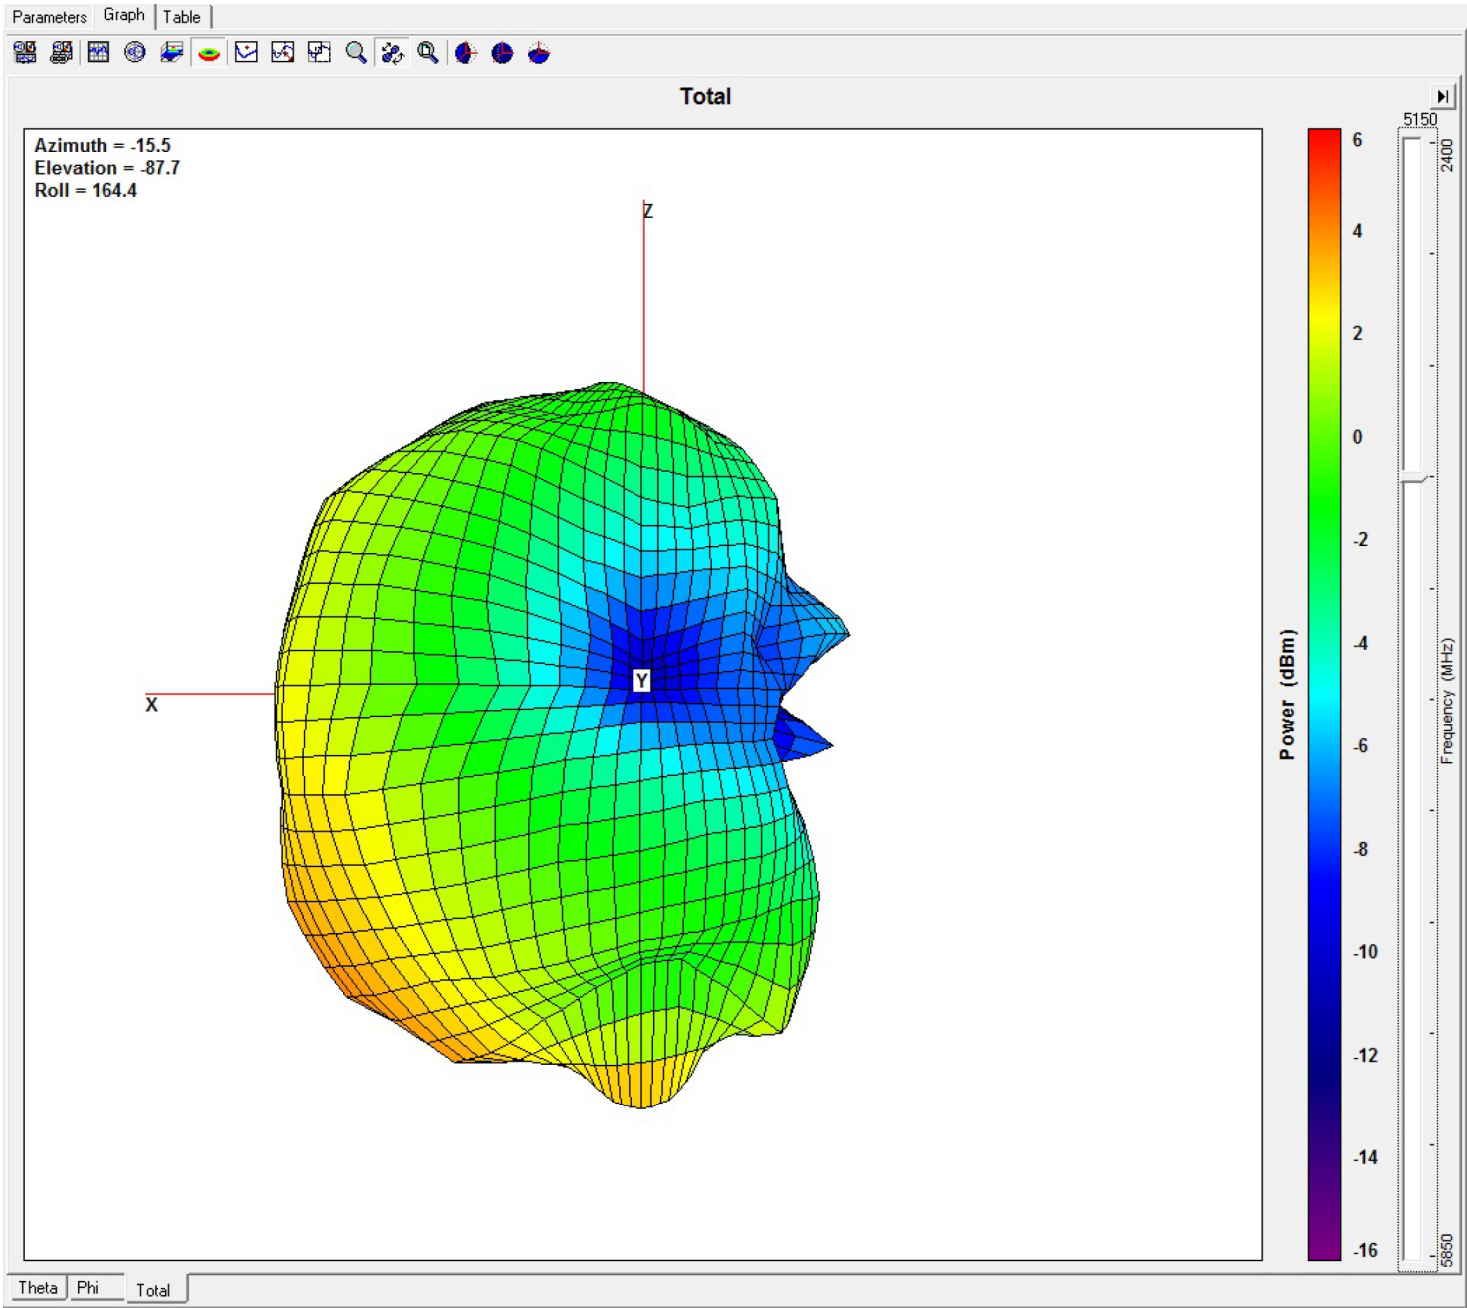 Parameters Graph Table
Total
5150
Azimuth = -15.5
Elevation = -87.7
Roll = 164.4
Z
X
Y
6
4
2
0
-2
-4
-6
-8
-10
-12
-14
-16
Power (dBm)
2400
Frequency (MHz)
5850
Theta Phi Total